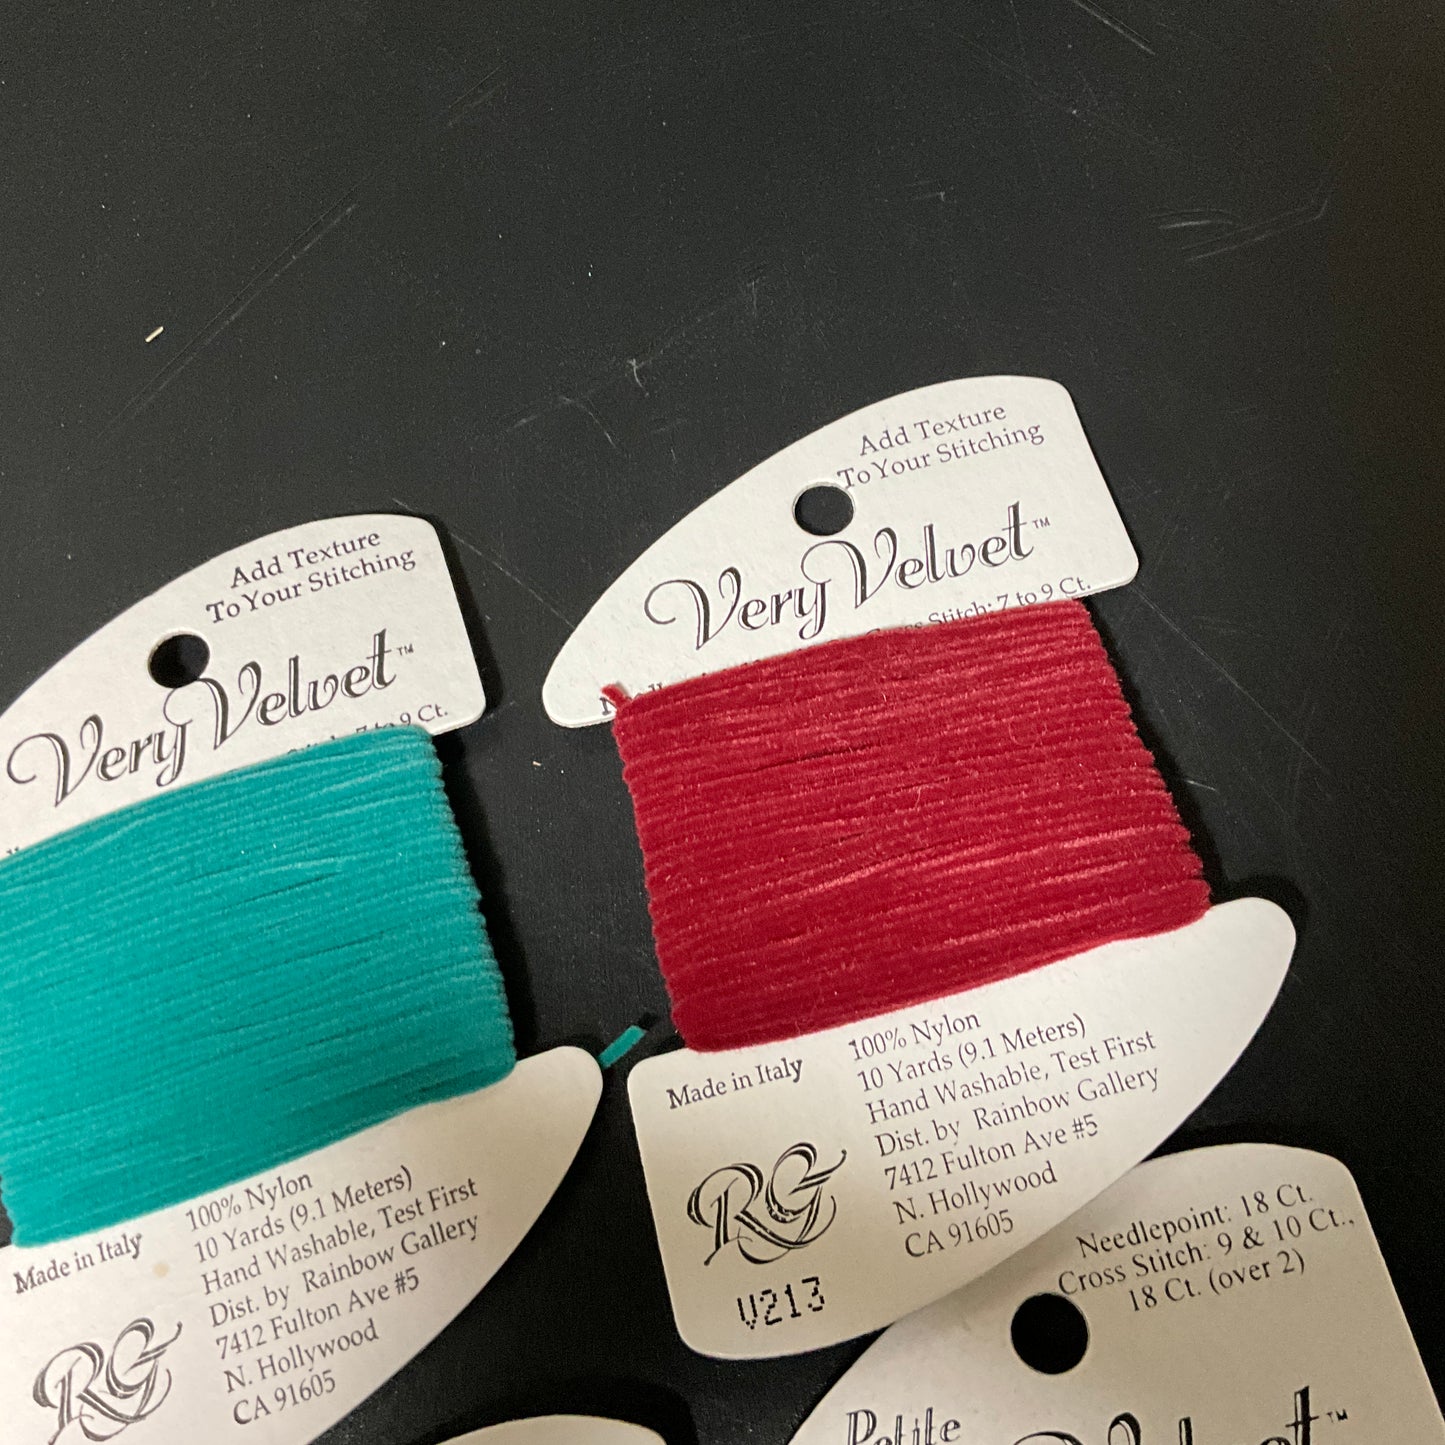 Add Texture
To Your Stitching
Very Velvet™
9 Ct.
Made in Italy
100% Nylon
10 Yards (9.1 Meters)
Hand Washable, Test First
Dist. by Rainbow Gallery
7412 Fulton Ave #5
N. Hollywood
CA 91605
RG
Add Texture
To Your Stitching
Very Velvet™
Stitch: 7 to 9 Ct.
Made in Italy
100% Nylon
10 Yards (9.1 Meters)
Hand Washable, Test First
Dist. by Rainbow Gallery
7412 Fulton Ave #5
N. Hollywood
CA 91605
RG
V213
Needlepoint: 18 Ct.
Cross Stitch: 9 & 10 Ct.,
18 Ct. (over 2)
Petite